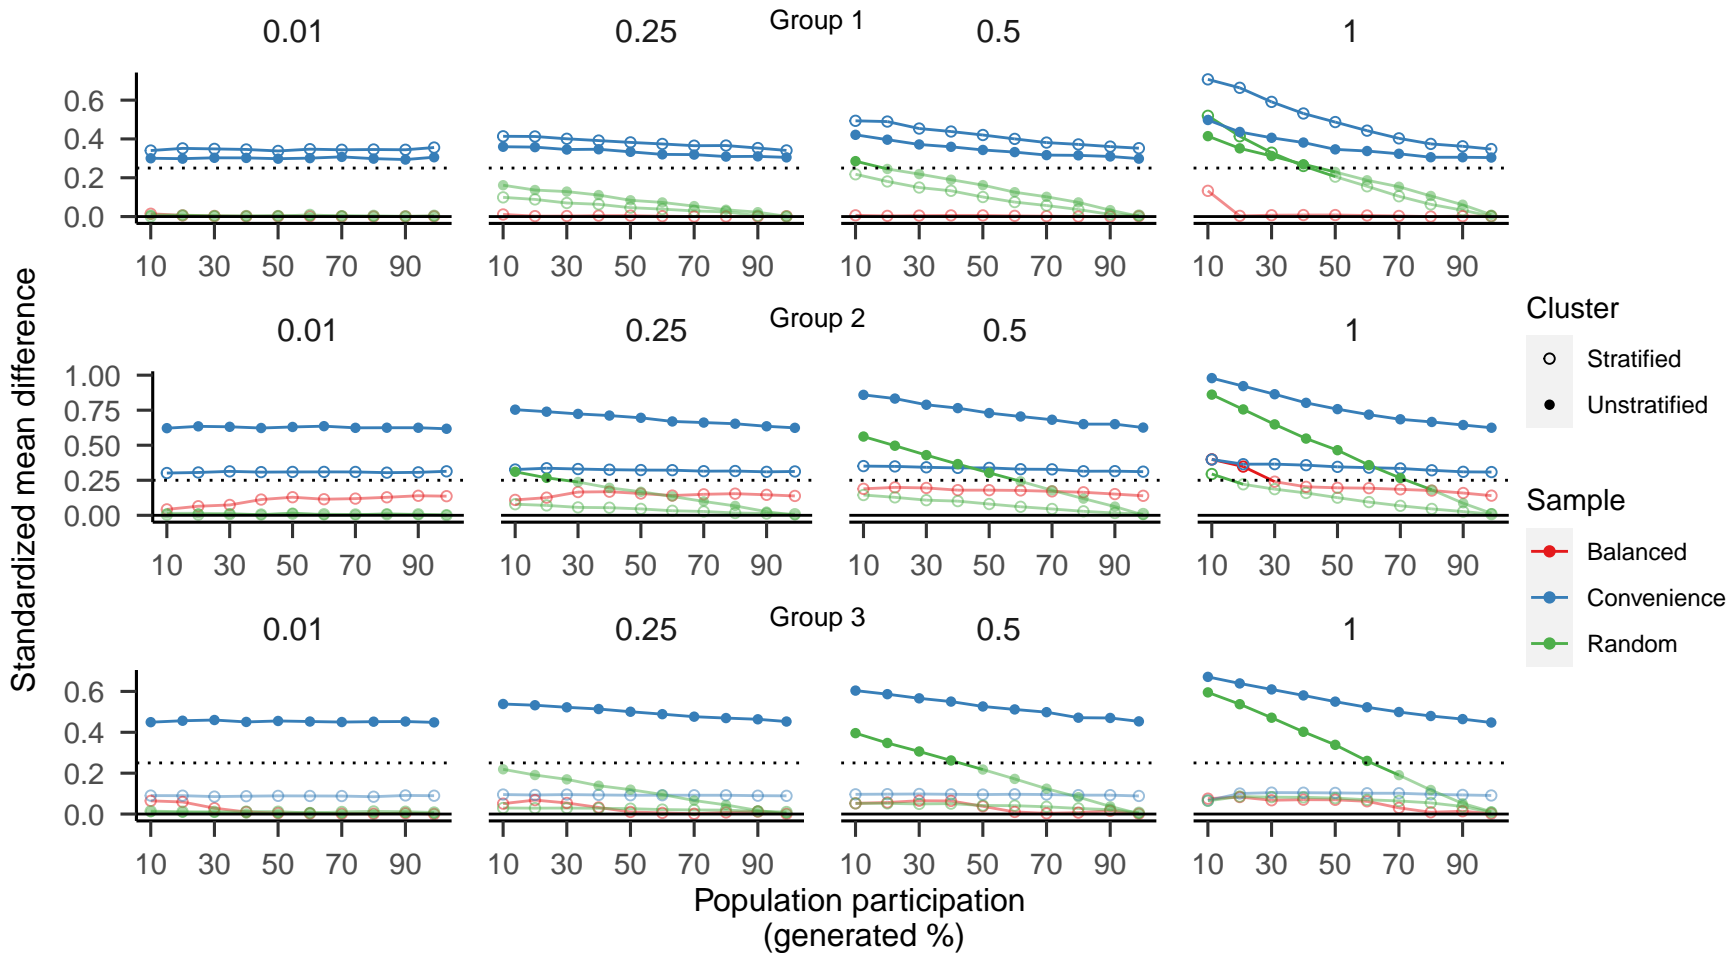 Group 1
0.01 0.25 0.5 1
0.6
0.4
0.2
0.0
10 30 50 70 90 10 30 50 70 90 10 30 50 70 90 10 30 50 70 90
Group 2
0.01 0.25 0.5 1
1.00
0.75
0.50
0.25
0.00
10 30 50 70 90 10 30 50 70 90 10 30 50 70 90 10 30 50 70 90
Group 3
0.01 0.25 0.5 1
0.6
0.4
0.2
0.0
10 30 50 70 90 10 30 50 70 90 10 30 50 70 90 10 30 50 70 90
Standardized mean difference
Population participation
(generated %)
Cluster
Stratified
Unstratified
Sample
Balanced
Convenience
Random